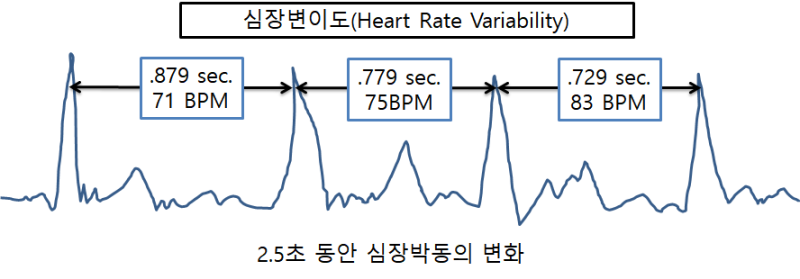 심장변이도(Heart Rate Variability)
.879 sec.
71 BPM
.779 sec.
75BPM
.729 sec.
83 BPM
2.5초 동안 심장박동의 변화